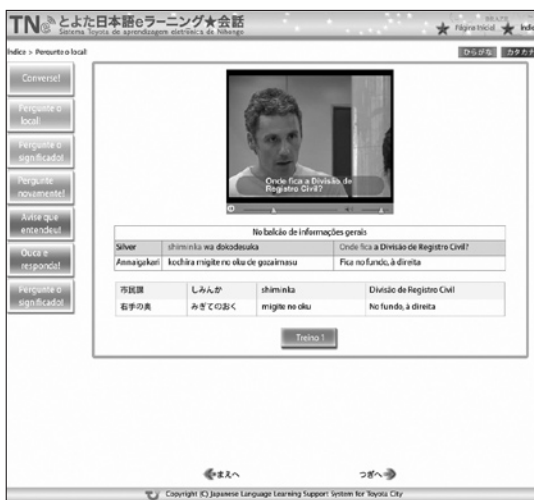 TNe とよた日本語eラーニング★会話
Sistema Toyota de aprendizagem eletrônica de Nihongo
BRAZIL
Página Inicial
Indice > Pergunte o local!
ひらがな
カタカナ
Converse!
Pergunte o
local!
Pergunte o
significado!
Pergunte
novamente!
Avise que
entendeu!
Ouca e
responda!
Pergunte o
significado!
Onde fica a Divisão de
Registro Civil?
No balcão de informações gerais
Silver shiminka wa dokodesuka Onde fica a Divisão de Registro Civil?
Annaigakari kochira migite no oku de gozaimasu Fica no fundo, à direita
市民課 しみんか shiminka Divisão de Registro Civil
右手の奥 みぎてのおく migite no oku No fundo, à direita
Treino 1
まえへ
つぎへ
Copyright (C) Japanese Language Learning Support System for Toyota City